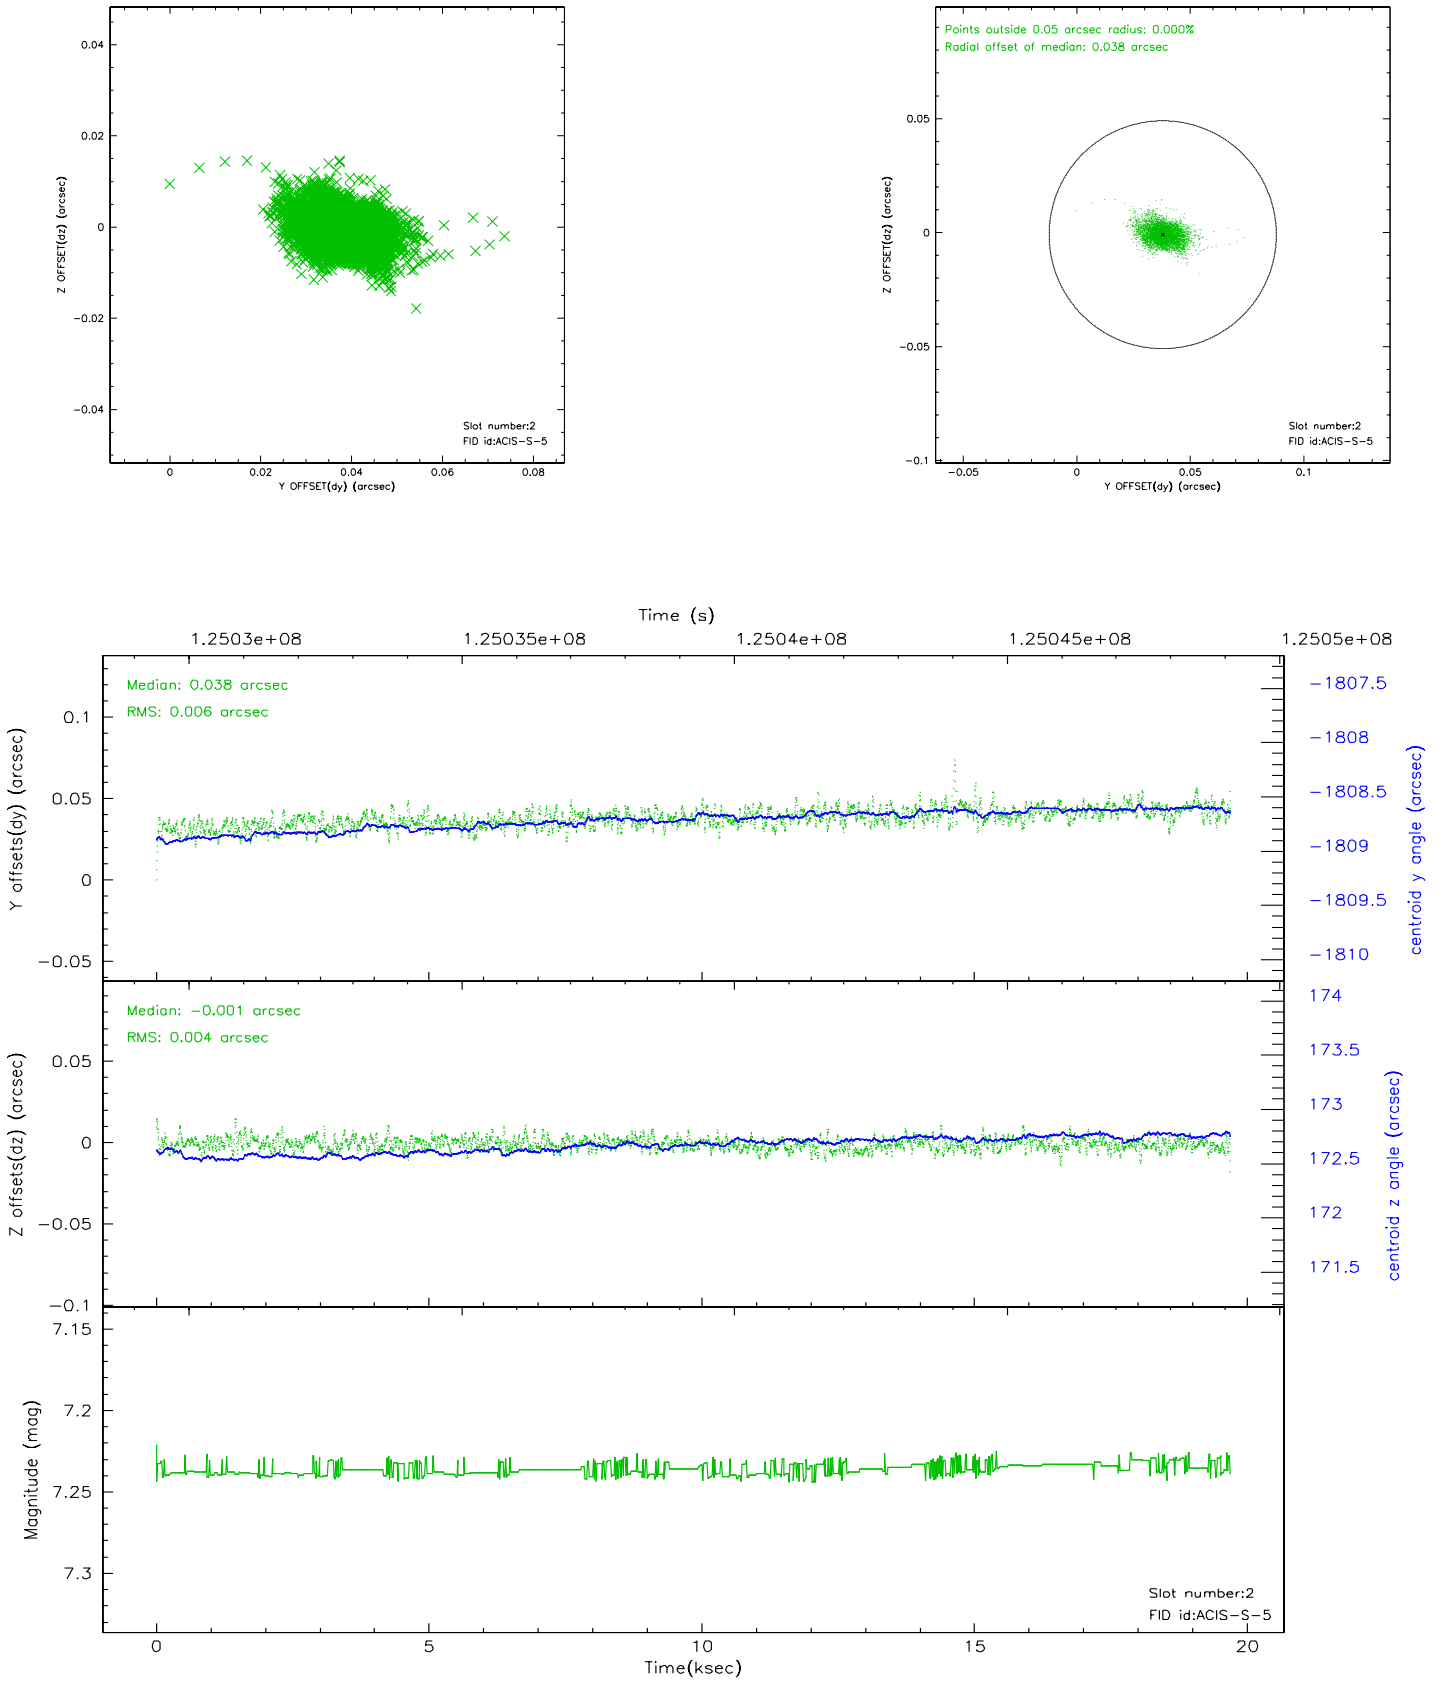 0.04
0.02
0
−0.02
−0.04
Z OFFSET(dz) (arcsec)
Slot number:2
FID id:ACIS−S−5
0 0.02 0.04 0.06 0.08
Y OFFSET(dy) (arcsec)
Points outside 0.05 arcsec radius: 0.000%
Radial offset of median: 0.038 arcsec
0.05
0
−0.05
−0.1
Z OFFSET(dz) (arcsec)
Slot number:2
FID id:ACIS−S−5
−0.05 0 0.05 0.1
Y OFFSET(dy) (arcsec)
Time (s)
1.2503e+08 1.25035e+08 1.2504e+08 1.25045e+08 1.2505e+08
Median: 0.038 arcsec
RMS: 0.006 arcsec
0.1
0.05
0
−0.05
Y offsets(dy) (arcsec)
−1807.5
−1808
−1808.5
−1809
−1809.5
−1810
centroid y angle (arcsec)
Median: −0.001 arcsec
RMS: 0.004 arcsec
0.05
0
−0.05
−0.1
Z offsets(dz) (arcsec)
174
173.5
173
172.5
172
171.5
centroid z angle (arcsec)
7.15
7.2
7.25
7.3
Magnitude (mag)
Slot number:2
FID id:ACIS−S−5
0 5 10 15 20
Time(ksec)